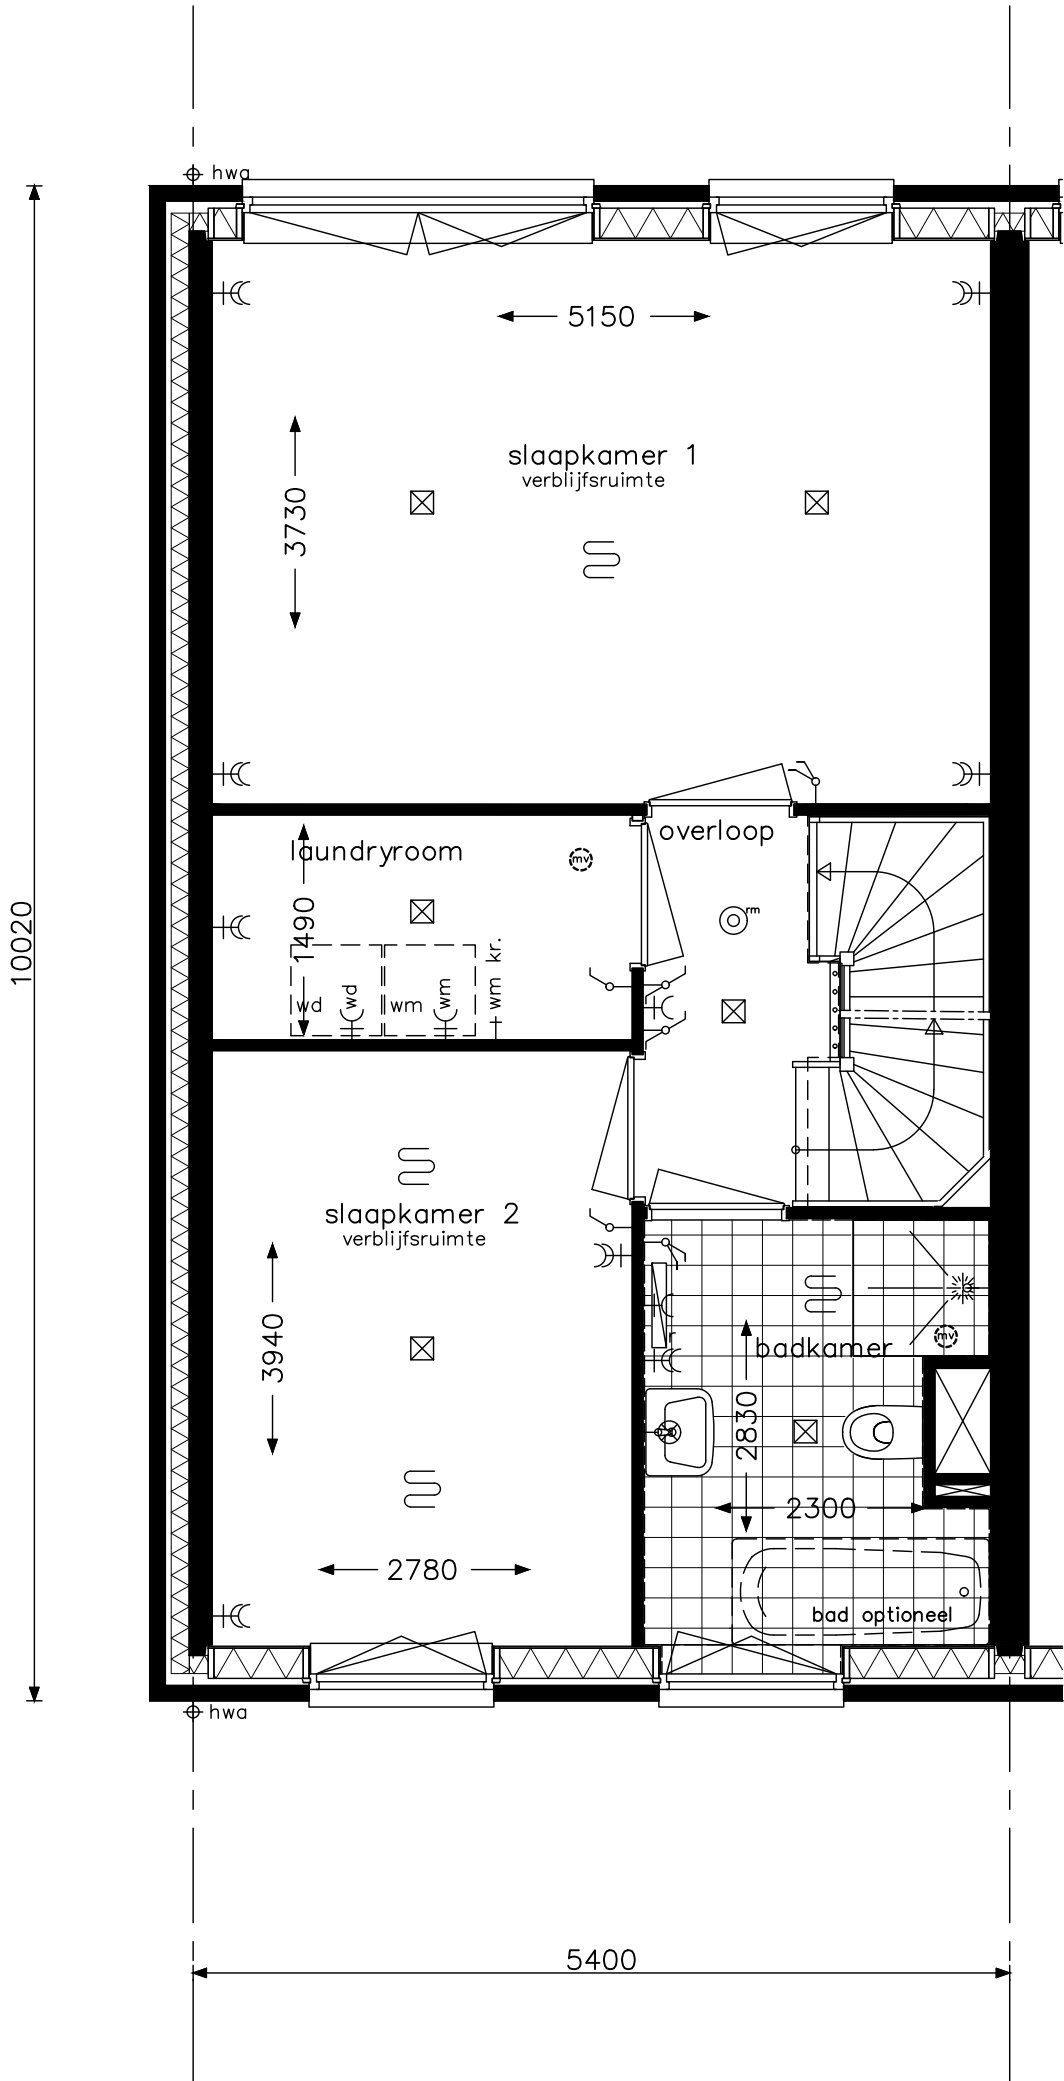 hwa
5150
slaapkamer 1
verblijfsruimte
3730
overloop
laundryroom
mv
rm
1490
10020
wd
wd
wm
wm
wm kr.
slaapkamer 2
verblijfsruimte
3940
mv
r
badkamer
2830
2300
2780
bad optioneel
hwa
5400